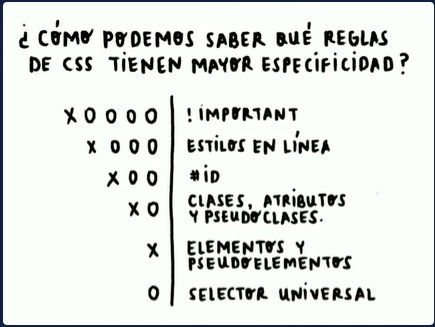 ¿CÓMO PODEMOS SABER QUÉ REGLAS
DE CSS TIENEN MAYOR ESPECIFICIDAD?
X0000 !IMPORTANT
X000 ESTILOS EN LÍNEA
X00 #ID
X0 CLASES, ATRIBUTOS
Y PSEUDOCLASES.
X ELEMENTOS Y
PSEUDOELEMENTOS
0 SELECTOR UNIVERSAL